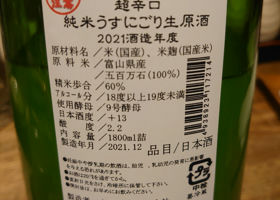 超辛口
純米うすにごり生原酒
2021酒造年度
原材料名／米(国産)、米麹(国産米)
原料米／富山県産
五百万石(100%)
精米歩合／60%
アルコール分／18度以上19度未満
使用酵母／9号酵母
日本酒度／+13
酸度／2.2
内容量／1800ml詰
製造年月／2021.12
品目／日本酒
4938923117214